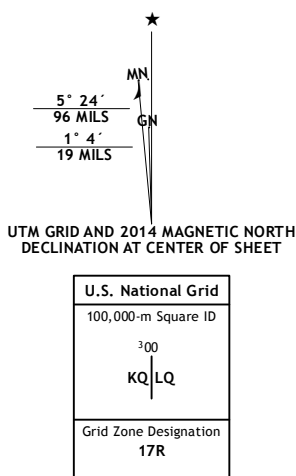 ★
MN
5° 24´
96 MILS
GN
1° 4´
19 MILS
UTM GRID AND 2014 MAGNETIC NORTH
DECLINATION AT CENTER OF SHEET
U.S. National Grid
100,000-m Square ID
³00
KQ LQ
Grid Zone Designation
17R